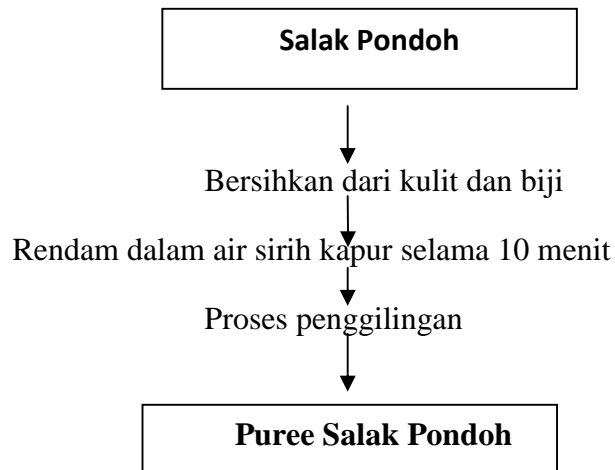 Salak Pondoh
Bersihkan dari kulit dan biji
Rendam dalam air sirih kapur selama 10 menit
Proses penggilingan
Puree Salak Pondoh